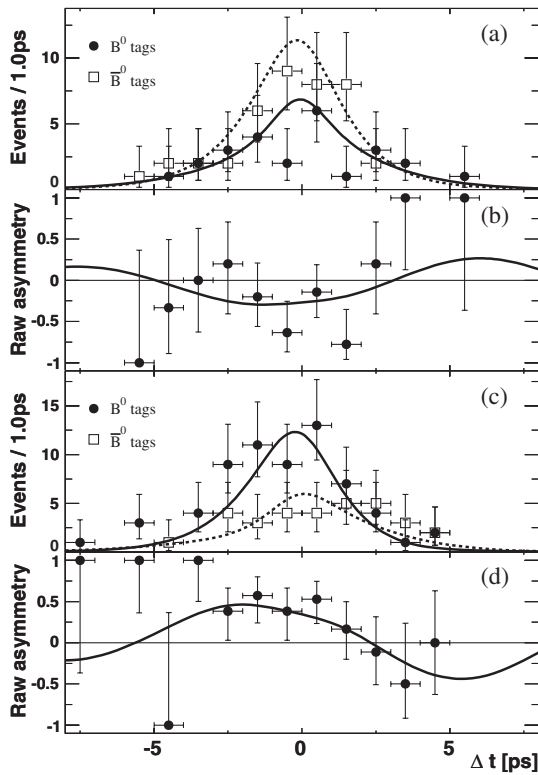 Events / 1.0ps
10
5
0
(a)
B⁰ tags
B̅⁰ tags
Raw asymmetry
1
0.5
0
-0.5
-1
(b)
Events / 1.0ps
15
10
5
0
(c)
B⁰ tags
B̅⁰ tags
Raw asymmetry
1
0.5
0
-0.5
-1
(d)
-5
0
5
Δ t [ps]